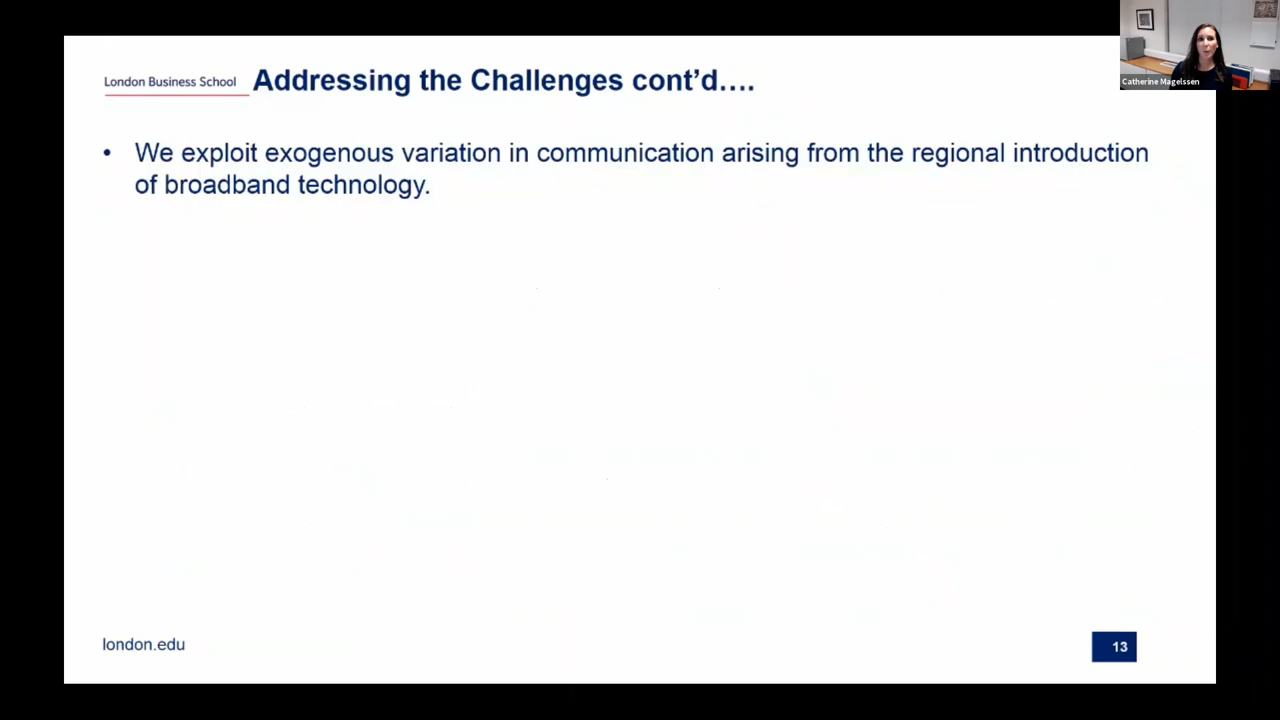 Catherine Magelssen
London Business School
Addressing the Challenges cont’d….
• We exploit exogenous variation in communication arising from the regional introduction
of broadband technology.
london.edu
13